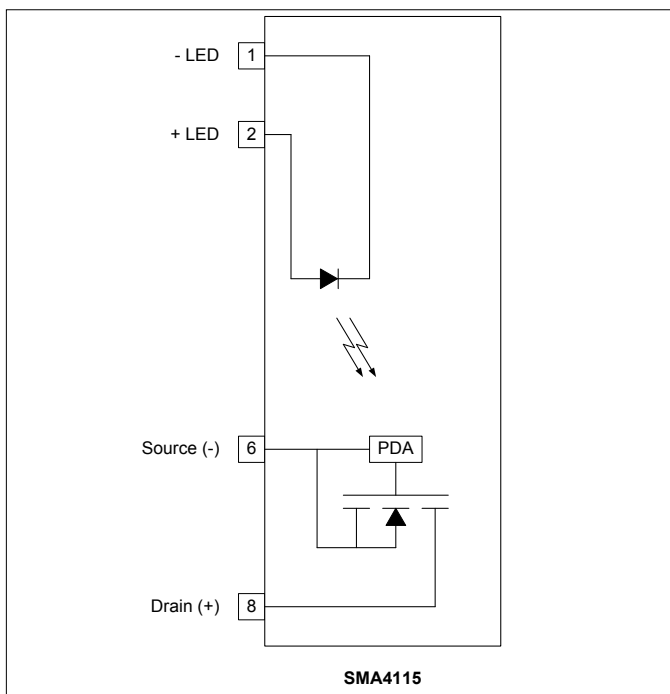 - LED 1
+ LED 2
Source (-) 6 PDA
Drain (+) 8
SMA4115